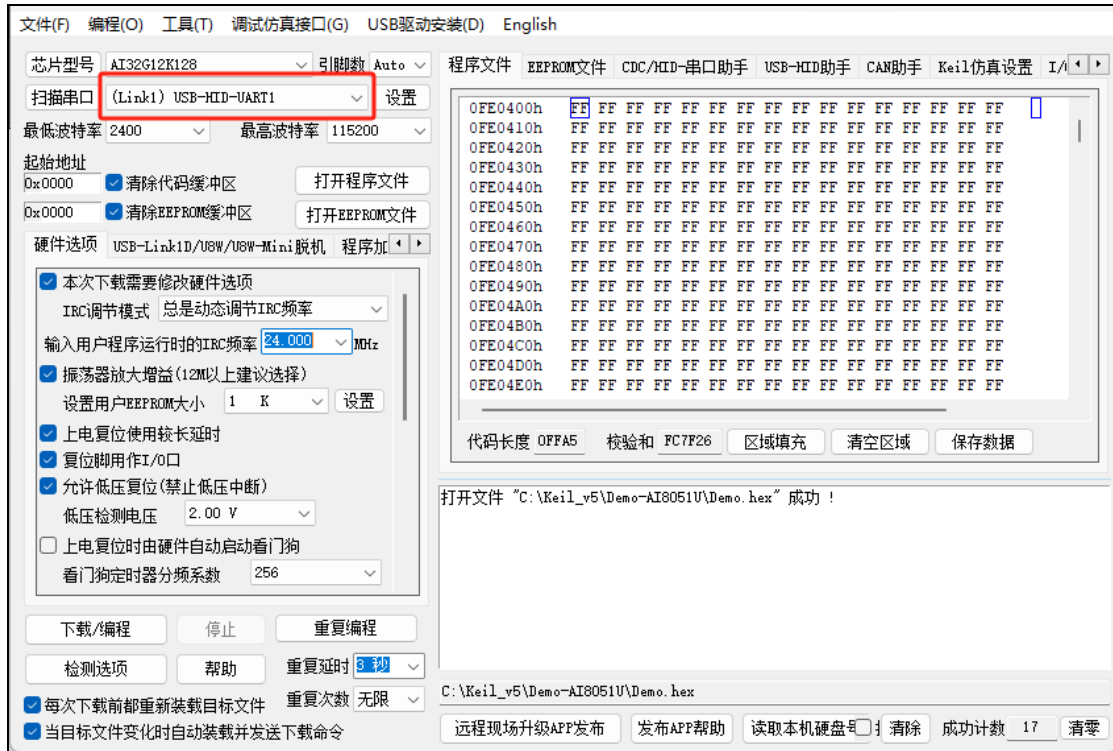 文件(F) 编程(O) 工具(T) 调试仿真接口(G) USB驱动安装(D) English
芯片型号 AI32G12K128 引脚数 Auto
扫描串口 (Link1) USB-HID-UART1 设置
最低波特率 2400 最高波特率 115200
起始地址
0x0000 清除代码缓冲区 打开程序文件
0x0000 清除EEPROM缓冲区 打开EEPROM文件
硬件选项 USB-Link1D/U8W/U8W-Mini脱机 程序加
本次下载需要修改硬件选项
IRC调节模式 总是动态调节IRC频率
输入用户程序运行时的IRC频率 24.000 MHz
振荡器放大增益(12M以上建议选择)
设置用户EEPROM大小 1 K 设置
上电复位使用较长延时
复位脚用作I/O口
允许低压复位(禁止低压中断)
低压检测电压 2.00 V
上电复位时由硬件自动启动看门狗
看门狗定时器分频系数 256
下载/编程 停止 重复编程
检测选项 帮助 重复延时 3 秒
每次下载前都重新装载目标文件 重复次数 无限
当目标文件变化时自动装载并发送下载命令
程序文件 EEPROM文件 CDC/HID-串口助手 USB-HID助手 CAN助手 Keil仿真设置 I/
0FE0400h FF FF FF FF FF FF FF FF FF FF FF FF FF FF FF FF
0FE0410h FF FF FF FF FF FF FF FF FF FF FF FF FF FF FF FF
0FE0420h FF FF FF FF FF FF FF FF FF FF FF FF FF FF FF FF
0FE0430h FF FF FF FF FF FF FF FF FF FF FF FF FF FF FF FF
0FE0440h FF FF FF FF FF FF FF FF FF FF FF FF FF FF FF FF
0FE0450h FF FF FF FF FF FF FF FF FF FF FF FF FF FF FF FF
0FE0460h FF FF FF FF FF FF FF FF FF FF FF FF FF FF FF FF
0FE0470h FF FF FF FF FF FF FF FF FF FF FF FF FF FF FF FF
0FE0480h FF FF FF FF FF FF FF FF FF FF FF FF FF FF FF FF
0FE0490h FF FF FF FF FF FF FF FF FF FF FF FF FF FF FF FF
0FE04A0h FF FF FF FF FF FF FF FF FF FF FF FF FF FF FF FF
0FE04B0h FF FF FF FF FF FF FF FF FF FF FF FF FF FF FF FF
0FE04C0h FF FF FF FF FF FF FF FF FF FF FF FF FF FF FF FF
0FE04D0h FF FF FF FF FF FF FF FF FF FF FF FF FF FF FF FF
0FE04E0h FF FF FF FF FF FF FF FF FF FF FF FF FF FF FF FF
代码长度 0FFA5 校验和 FC7F26 区域填充 清空区域 保存数据
打开文件 "C:\Keil_v5\Demo-AI8051U\Demo.hex" 成功 !
C:\Keil_v5\Demo-AI8051U\Demo.hex
远程现场升级APP发布 发布APP帮助 读取本机硬盘号 清除 成功计数 17 清零